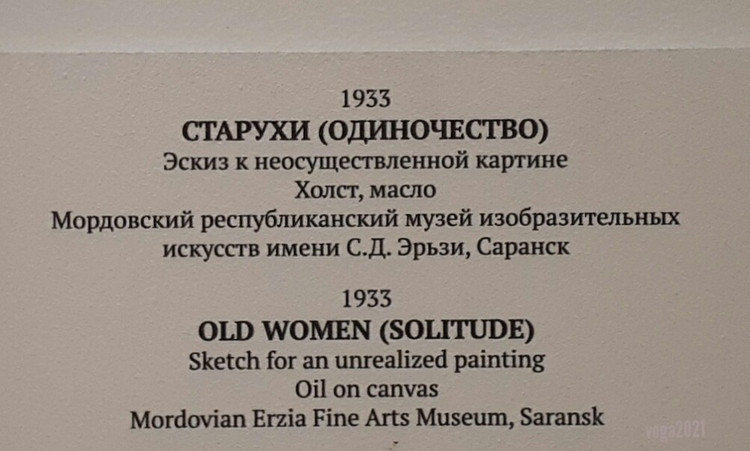 1933
СТАРУХИ (ОДИНОЧЕСТВО)
Эскиз к неосуществленной картине
Холст, масло
Мордовский республиканский музей изобразительных
искусств имени С.Д. Эрьзи, Саранск
1933
OLD WOMEN (SOLITUDE)
Sketch for an unrealized painting
Oil on canvas
Mordovian Erzia Fine Arts Museum, Saransk
voga2021